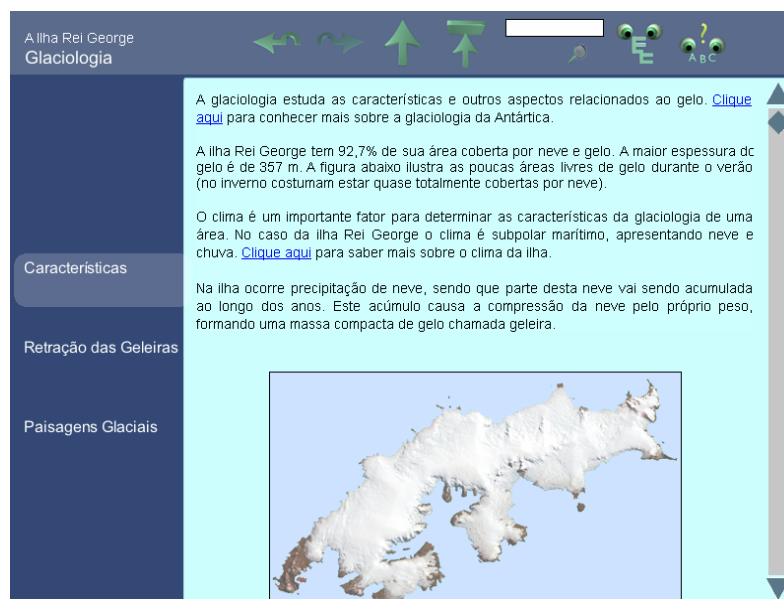 A Ilha Rei George
Glaciologia
E
E
?
A B C
A glaciologia estuda as características e outros aspectos relacionados ao gelo. Clique
aqui para conhecer mais sobre a glaciologia da Antártica.
A ilha Rei George tem 92,7% de sua área coberta por neve e gelo. A maior espessura do
gelo é de 357 m. A figura abaixo ilustra as poucas áreas livres de gelo durante o verão
(no inverno costumam estar quase totalmente cobertas por neve).
O clima é um importante fator para determinar as características da glaciologia de uma
área. No caso da ilha Rei George o clima é subpolar marítimo, apresentando neve e
chuva. Clique aqui para saber mais sobre o clima da ilha.
Na ilha ocorre precipitação de neve, sendo que parte desta neve vai sendo acumulada
ao longo dos anos. Este acúmulo causa a compressão da neve pelo próprio peso,
formando uma massa compacta de gelo chamada geleira.
Características
Retração das Geleiras
Paisagens Glaciais